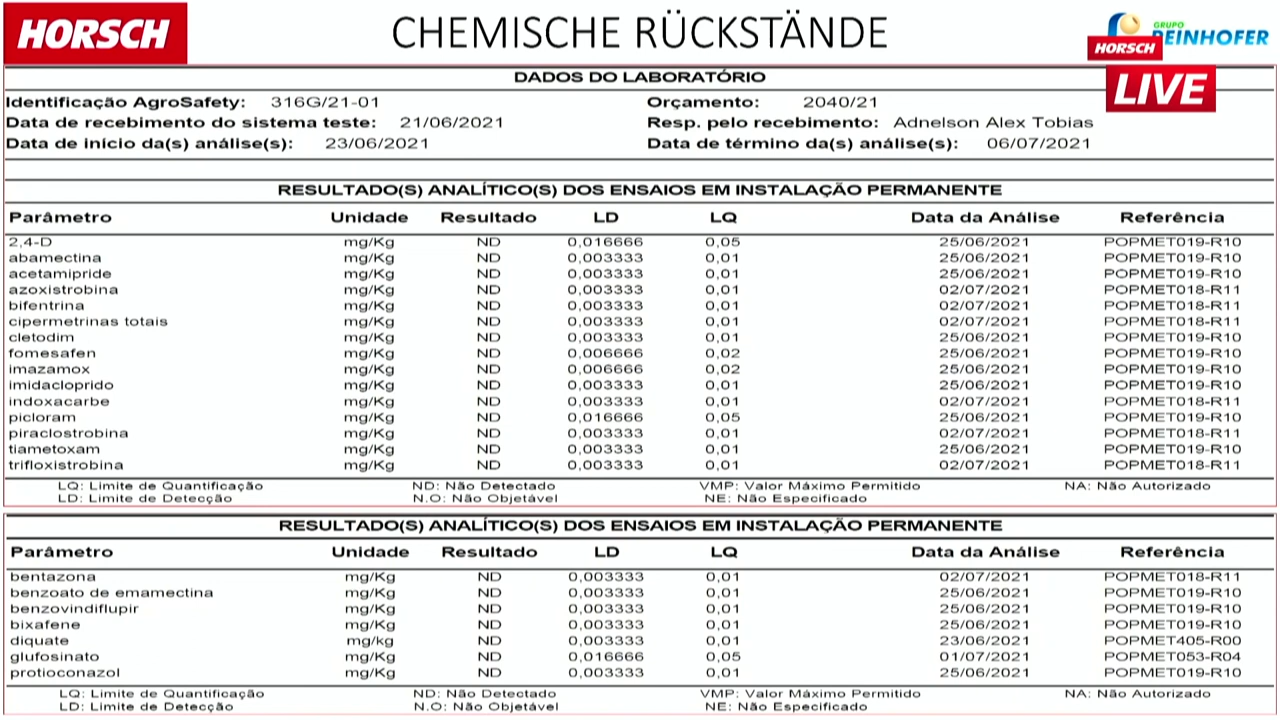 HORSCH
CHEMISCHE RÜCKSTÄNDE
GRUPO
REINHOFER
HORSCH
LIVE
DADOS DO LABORATÓRIO
Identificação AgroSafety: 316G/21-01 Orçamento: 2040/21
Data de recebimento do sistema teste: 21/06/2021 Resp. pelo recebimento: Adnelson Alex Tobias
Data de início da(s) análise(s): 23/06/2021 Data de término da(s) análise(s): 06/07/2021
RESULTADO(S) ANALÍTICO(S) DOS ENSAIOS EM INSTALAÇÃO PERMANENTE
Parâmetro Unidade Resultado LD LQ Data da Análise Referência
2,4-D mg/Kg ND 0,016666 0,05 25/06/2021 POPMET019-R10
abamectina mg/Kg ND 0,003333 0,01 25/06/2021 POPMET019-R10
acetamipride mg/Kg ND 0,003333 0,01 25/06/2021 POPMET019-R10
azoxistrobina mg/Kg ND 0,003333 0,01 02/07/2021 POPMET018-R11
bifentrina mg/Kg ND 0,003333 0,01 02/07/2021 POPMET018-R11
cipermetrinas totais mg/Kg ND 0,003333 0,01 02/07/2021 POPMET018-R11
cletodim mg/Kg ND 0,003333 0,01 25/06/2021 POPMET019-R10
fomesafen mg/Kg ND 0,006666 0,02 25/06/2021 POPMET019-R10
imazamox mg/Kg ND 0,006666 0,02 25/06/2021 POPMET019-R10
imidacloprido mg/Kg ND 0,003333 0,01 25/06/2021 POPMET019-R10
indoxacarbe mg/Kg ND 0,003333 0,01 02/07/2021 POPMET018-R11
picloram mg/Kg ND 0,016666 0,05 25/06/2021 POPMET019-R10
piraclostrobina mg/Kg ND 0,003333 0,01 02/07/2021 POPMET018-R11
tiametoxam mg/Kg ND 0,003333 0,01 25/06/2021 POPMET019-R10
trifloxistrobina mg/Kg ND 0,003333 0,01 02/07/2021 POPMET018-R11
LQ: Limite de Quantificação ND: Não Detectado VMP: Valor Máximo Permitido NA: Não Autorizado
LD: Limite de Detecção N.O: Não Objetável NE: Não Especificado
RESULTADO(S) ANALÍTICO(S) DOS ENSAIOS EM INSTALAÇÃO PERMANENTE
Parâmetro Unidade Resultado LD LQ Data da Análise Referência
bentazona mg/Kg ND 0,003333 0,01 02/07/2021 POPMET018-R11
benzoato de emamectina mg/Kg ND 0,003333 0,01 25/06/2021 POPMET019-R10
benzovindiflupir mg/Kg ND 0,003333 0,01 25/06/2021 POPMET019-R10
bixafene mg/Kg ND 0,003333 0,01 25/06/2021 POPMET019-R10
diquate mg/kg ND 0,003333 0,01 23/06/2021 POPMET405-R00
glufosinato mg/Kg ND 0,016666 0,05 01/07/2021 POPMET053-R04
protioconazol mg/Kg ND 0,003333 0,01 25/06/2021 POPMET019-R10
LQ: Limite de Quantificação ND: Não Detectado VMP: Valor Máximo Permitido NA: Não Autorizado
LD: Limite de Detecção N.O: Não Objetável NE: Não Especificado